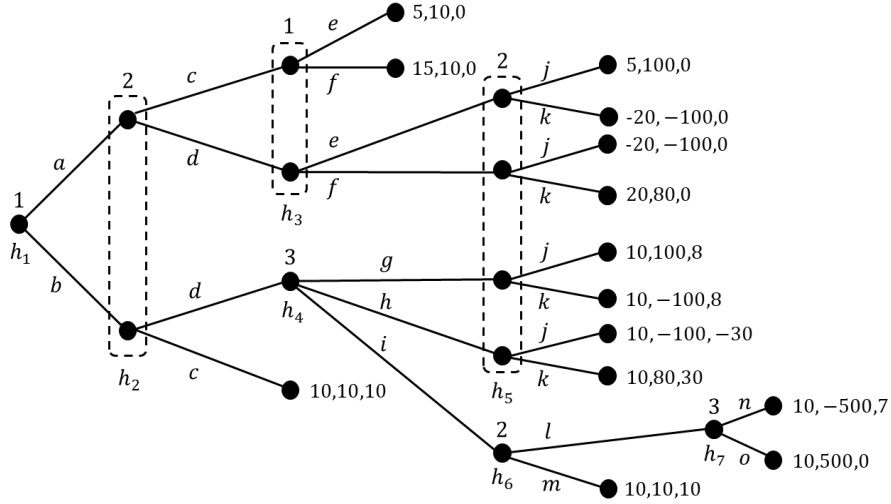 e
5,10,0
1
f
15,10,0
2
c
2
j
5,100,0
k
-20, −100,0
a
d
e
j
-20, −100,0
1
f
k
20,80,0
h₁
h₃
b
d
3
g
j
10,100,8
h₄
h
k
10, −100,8
h₂
c
i
j
10, −100, −30
10,10,10
h₅
k
10,80,30
2
l
3
n
10, −500,7
h₆
m
h₇
o
10,500,0
10,10,10